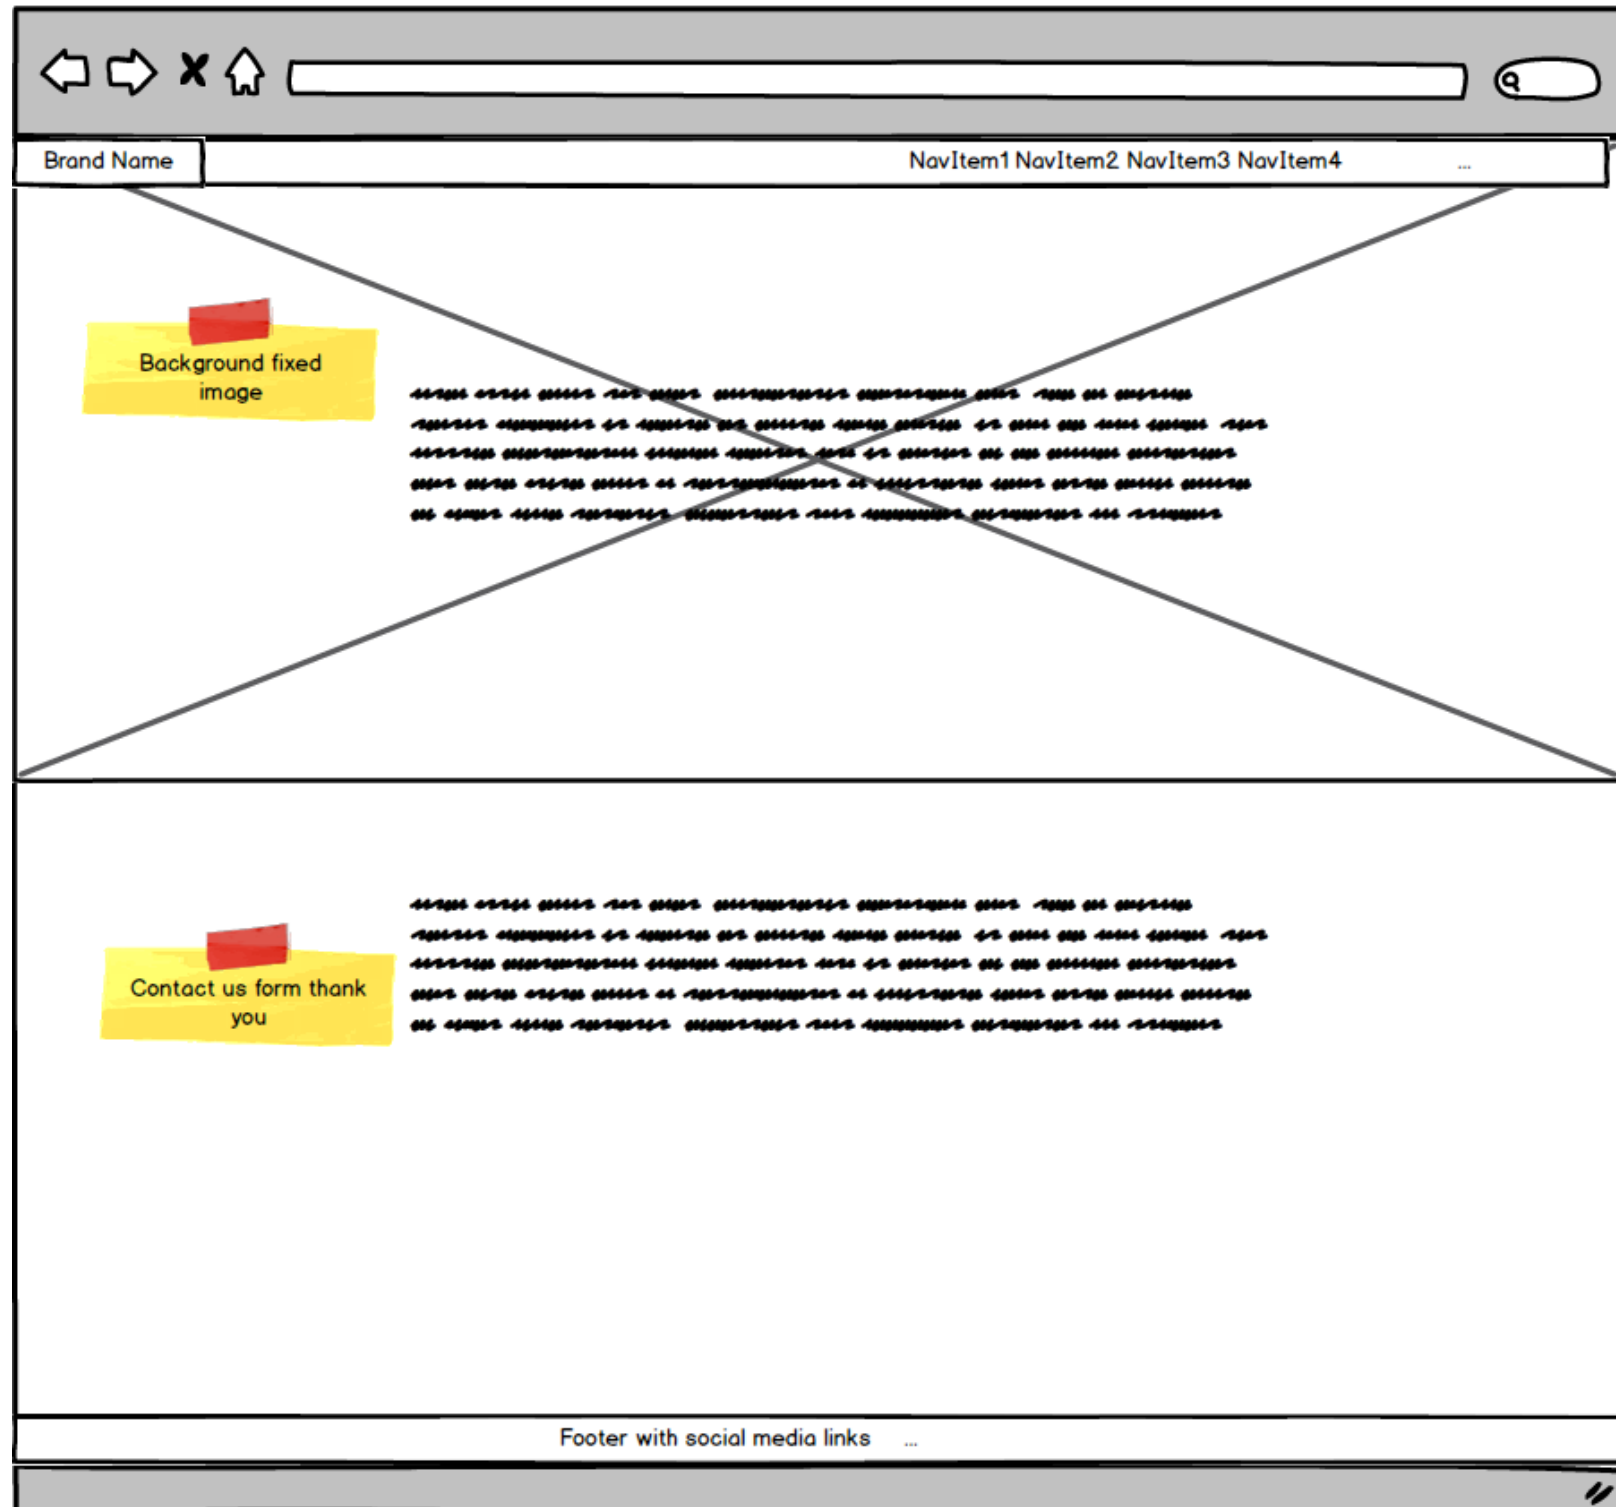 Brand Name
NavItem1 NavItem2 NavItem3 NavItem4 ...
Background fixed
image
Contact us form thank
you
Footer with social media links ...